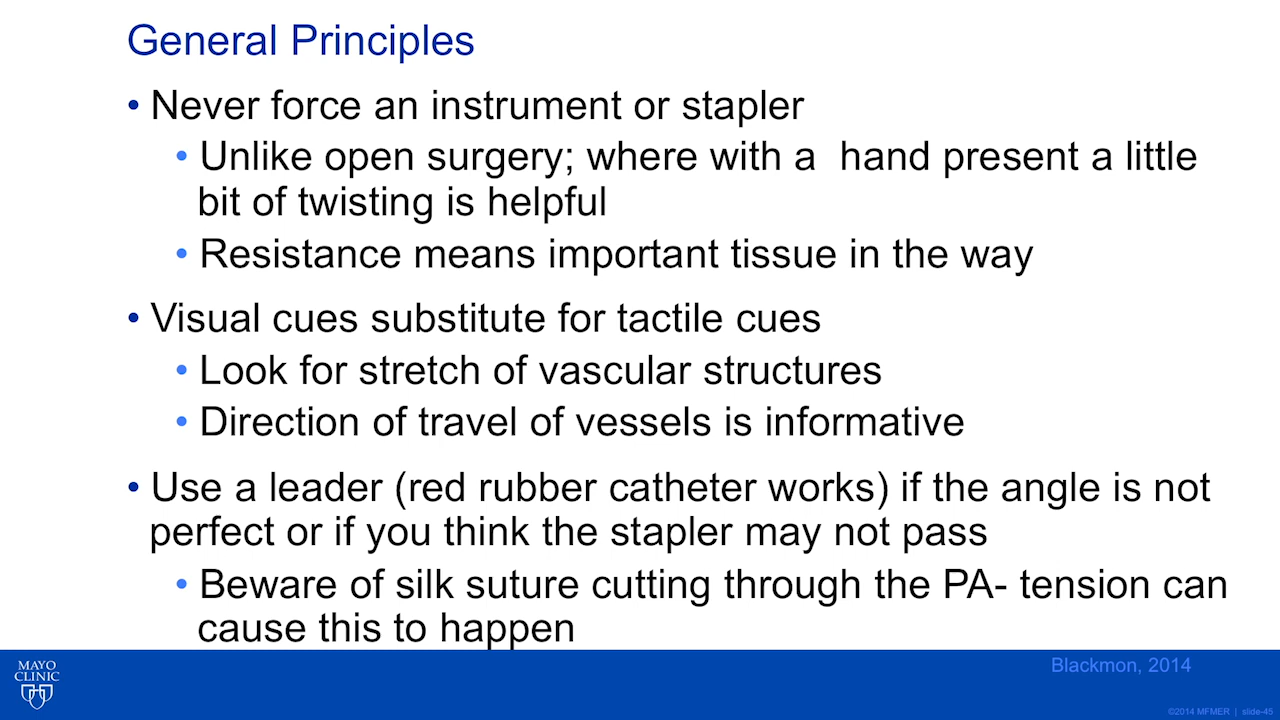 General Principles
• Never force an instrument or stapler
• Unlike open surgery; where with a  hand present a little
bit of twisting is helpful
• Resistance means important tissue in the way
• Visual cues substitute for tactile cues
• Look for stretch of vascular structures
• Direction of travel of vessels is informative
• Use a leader (red rubber catheter works) if the angle is not
perfect or if you think the stapler may not pass
• Beware of silk suture cutting through the PA- tension can
cause this to happen
Blackmon, 2014
MAYO
CLINIC
©2014 MFMER | slide-45